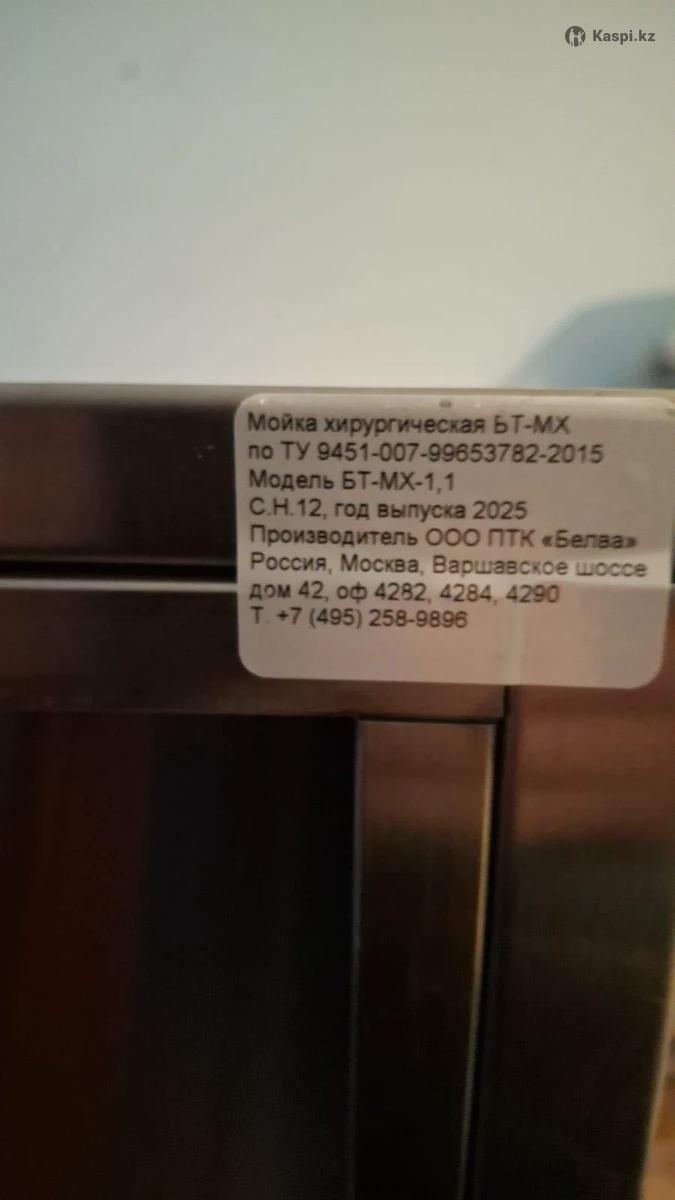 Kaspi.kz
Мойка хирургическая БТ-МХ
по ТУ 9451-007-99653782-2015
Модель БТ-МХ-1,1
С.Н.12, год выпуска 2025
Производитель ООО ПТК «Белва»
Россия, Москва, Варшавское шоссе
дом 42, оф 4282, 4284, 4290
Т. +7 (495) 258-9896